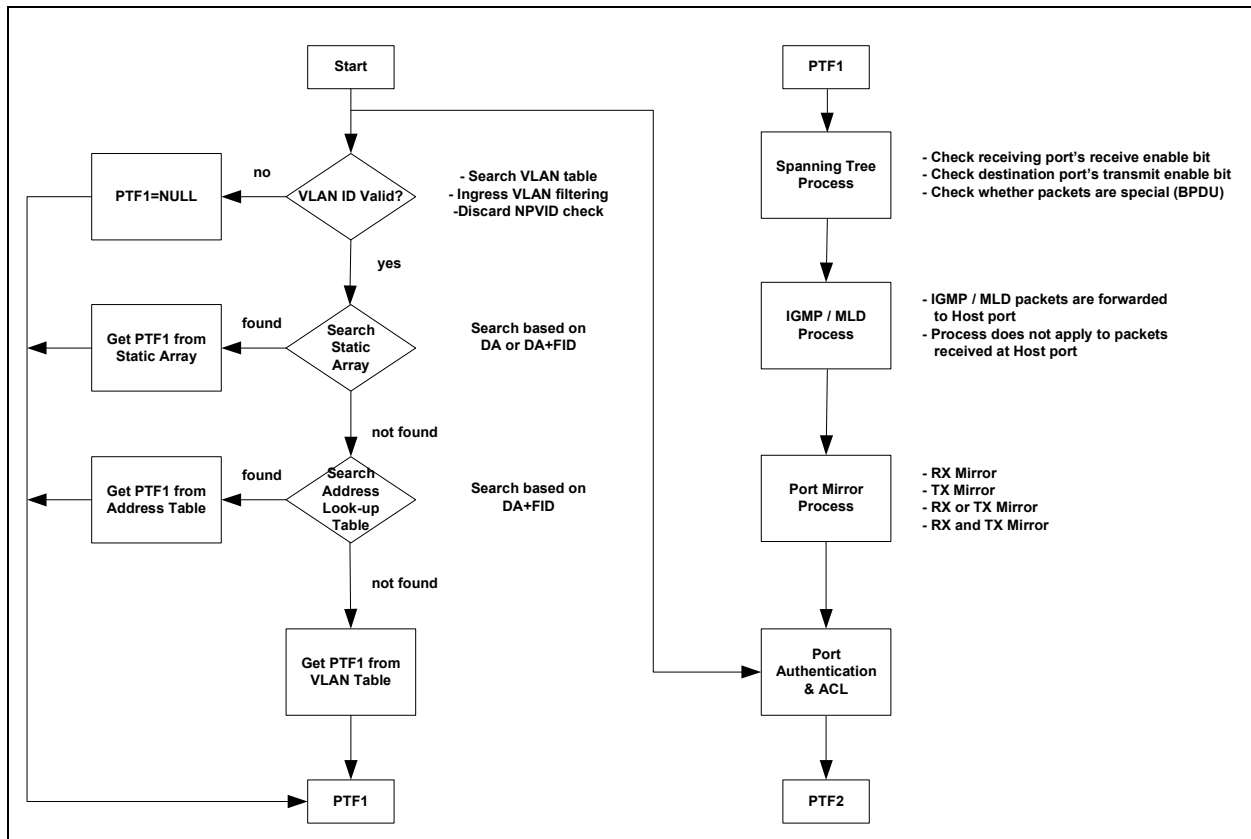 Start
VLAN ID Valid?
no
PTF1=NULL
- Search VLAN table
- Ingress VLAN filtering
-Discard NPVID check
yes
Search
Static
Array
found
Get PTF1 from
Static Array
Search based on
DA or DA+FID
not found
Search
Address
Look-up
Table
found
Get PTF1 from
Address Table
Search based on
DA+FID
not found
Get PTF1 from
VLAN Table
PTF1
PTF1
Spanning Tree
Process
- Check receiving port's receive enable bit
- Check destination port's transmit enable bit
- Check whether packets are special (BPDU)
IGMP / MLD
Process
- IGMP / MLD packets are forwarded
to Host port
- Process does not apply to packets
received at Host port
Port Mirror
Process
- RX Mirror
- TX Mirror
- RX or TX Mirror
- RX and TX Mirror
Port
Authentication
& ACL
PTF2